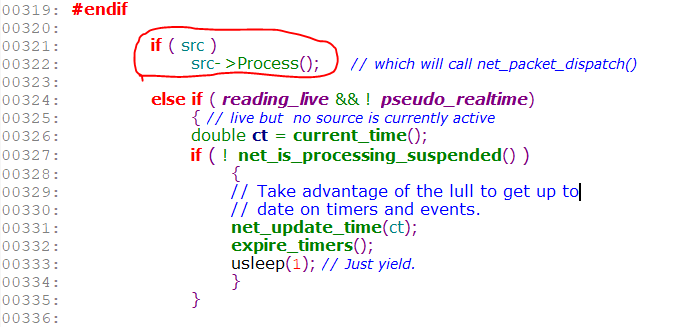 00319: #endif
00320:
00321: if ( src )
00322: src->Process(); // which will call net_packet_dispatch()
00323:
00324: else if ( reading_live && ! pseudo_realtime)
00325: { // live but  no source is currently active
00326: double ct = current_time();
00327: if ( ! net_is_processing_suspended() )
00328: {
00329: // Take advantage of the lull to get up to
00330: // date on timers and events.
00331: net_update_time(ct);
00332: expire_timers();
00333: usleep(1); // Just yield.
00334: }
00335: }
00336: